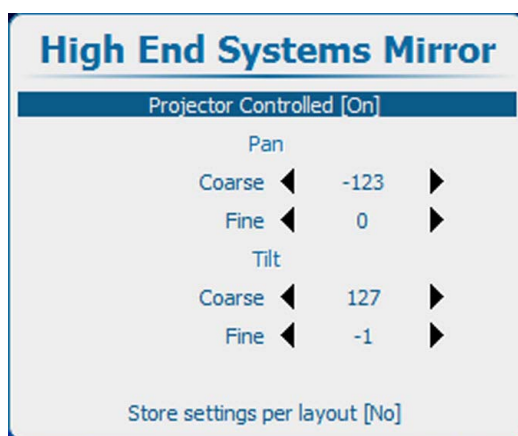 High End Systems Mirror
Projector Controlled [On]
Pan
Coarse -123
Fine 0
Tilt
Coarse 127
Fine -1
Store settings per layout [No]